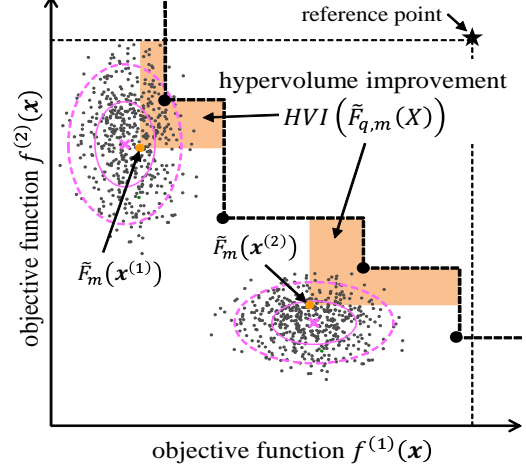 reference point
hypervolume improvement
HVI (F̃q,m(X))
F̃m(x(1))
F̃m(x(2))
objective function f(2)(x)
objective function f(1)(x)